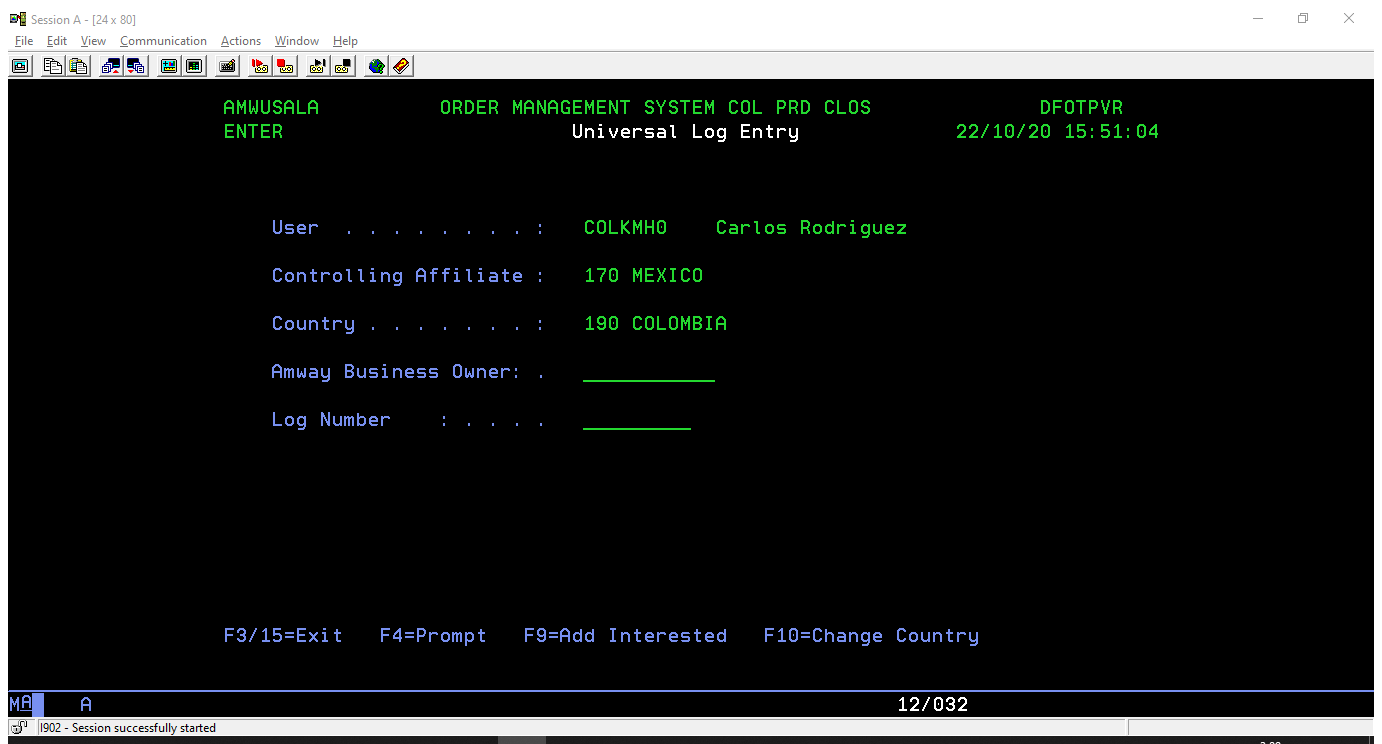 Session A - [24 x 80]
File Edit View Communication Actions Window Help
AMWUSALA ORDER MANAGEMENT SYSTEM COL PRD CLOS DFOTPVR
ENTER Universal Log Entry 22/10/20 15:51:04
User . . . . . . . . : COLKMH0 Carlos Rodriguez
Controlling Affiliate : 170 MEXICO
Country . . . . . . . : 190 COLOMBIA
Amway Business Owner: . ___________
Log Number : . . . . _________
F3/15=Exit F4=Prompt F9=Add Interested F10=Change Country
MA A 12/032
I902 - Session successfully started